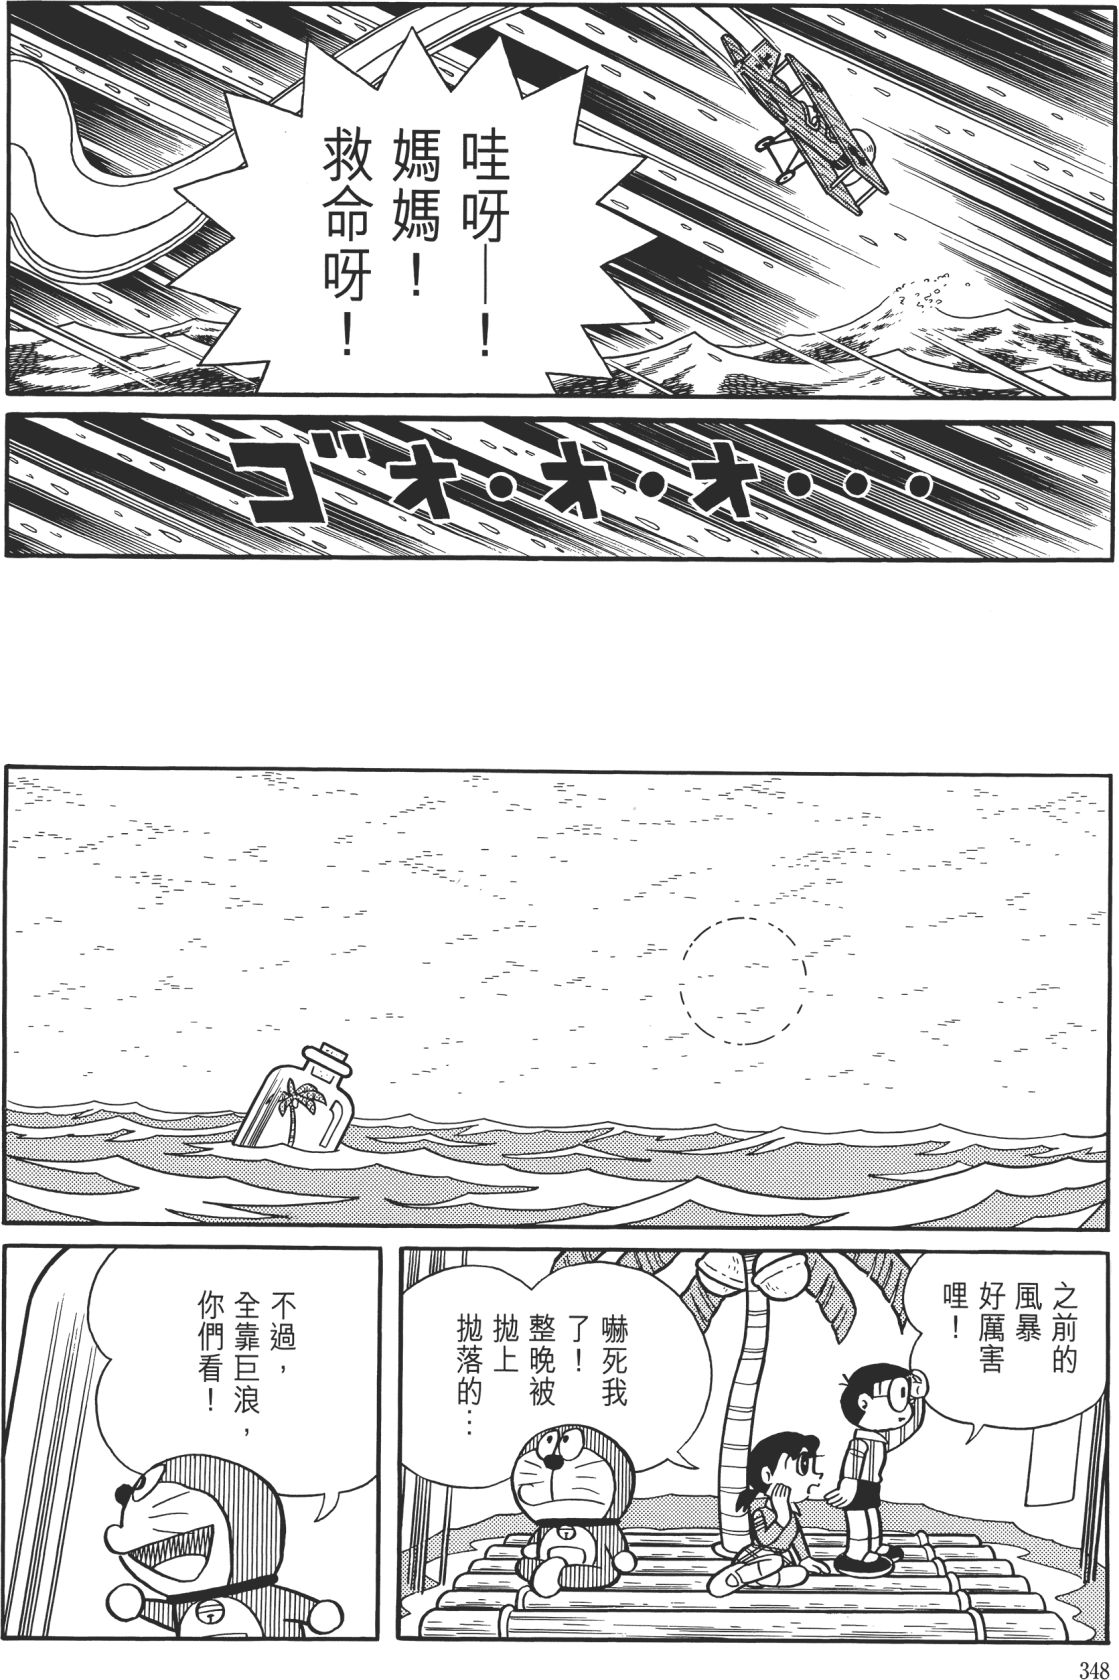 哇呀——！
媽媽！
救命呀！
ゴォ・ォ・ォ・・・・
之前的
風暴
好厲害
哩！
嚇死我
了！
整晚被
拋上
拋落的…
不過，
全靠巨浪，
你們看！
348